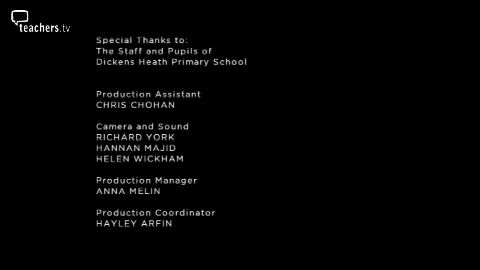 teachers.tv
Special Thanks to:
The Staff and Pupils of
Dickens Heath Primary School
Production Assistant
CHRIS CHOHAN
Camera and Sound
RICHARD YORK
HANNAN MAJID
HELEN WICKHAM
Production Manager
ANNA MELIN
Production Coordinator
HAYLEY ARFIN